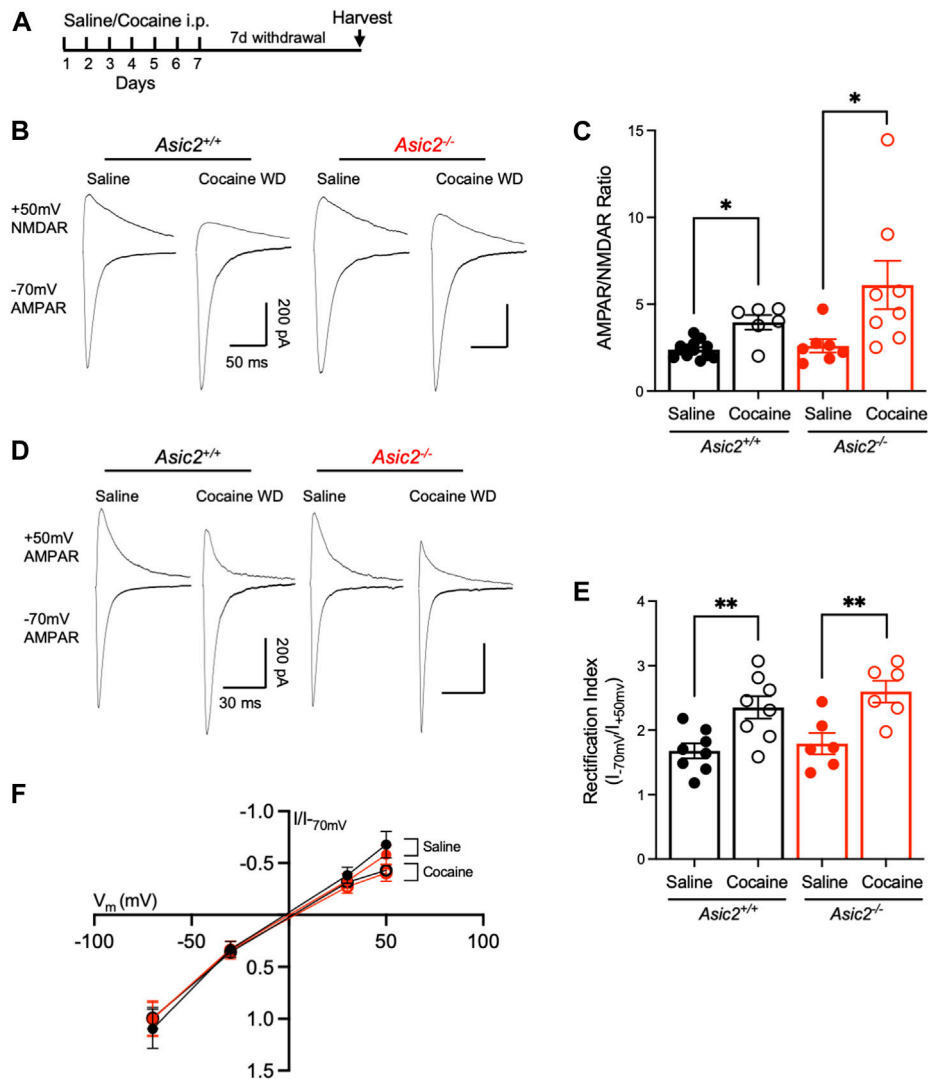 A
Saline/Cocaine i.p.
Harvest
7d withdrawal
1 2 3 4 5 6 7
Days
B
Asic2+/+
Asic2-/-
Saline
Cocaine WD
Saline
Cocaine WD
+50mV
NMDAR
-70mV
AMPAR
200 pA
50 ms
C
AMPAR/NMDAR Ratio
15
10
5
0
*
*
Saline
Cocaine
Saline
Cocaine
Asic2+/+
Asic2-/-
D
Asic2+/+
Asic2-/-
Saline
Cocaine WD
Saline
Cocaine WD
+50mV
AMPAR
-70mV
AMPAR
200 pA
30 ms
E
Rectification Index
(I-70mV/I+50mv)
4
3
2
1
0
**
**
Saline
Cocaine
Saline
Cocaine
Asic2+/+
Asic2-/-
F
I/I-70mV
Vm (mV)
-1.0
-0.5
0.5
1.0
1.5
-100
-50
50
100
Saline
Cocaine